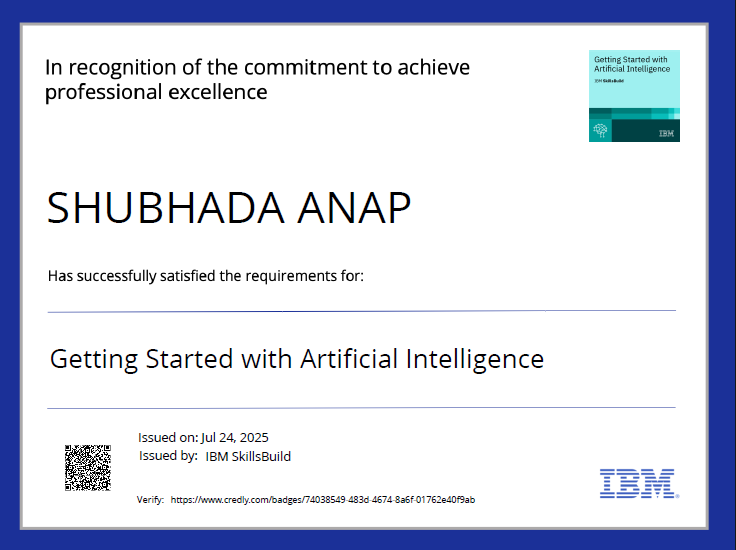 In recognition of the commitment to achieve
professional excellence
Getting Started with
Artificial Intelligence
IBM SkillsBuild
IBM
SHUBHADA ANAP
Has successfully satisfied the requirements for:
Getting Started with Artificial Intelligence
Issued on: Jul 24, 2025
Issued by: IBM SkillsBuild
Verify: https://www.credly.com/badges/74038549-483d-4674-8a6f-01762e40f9ab
IBM®